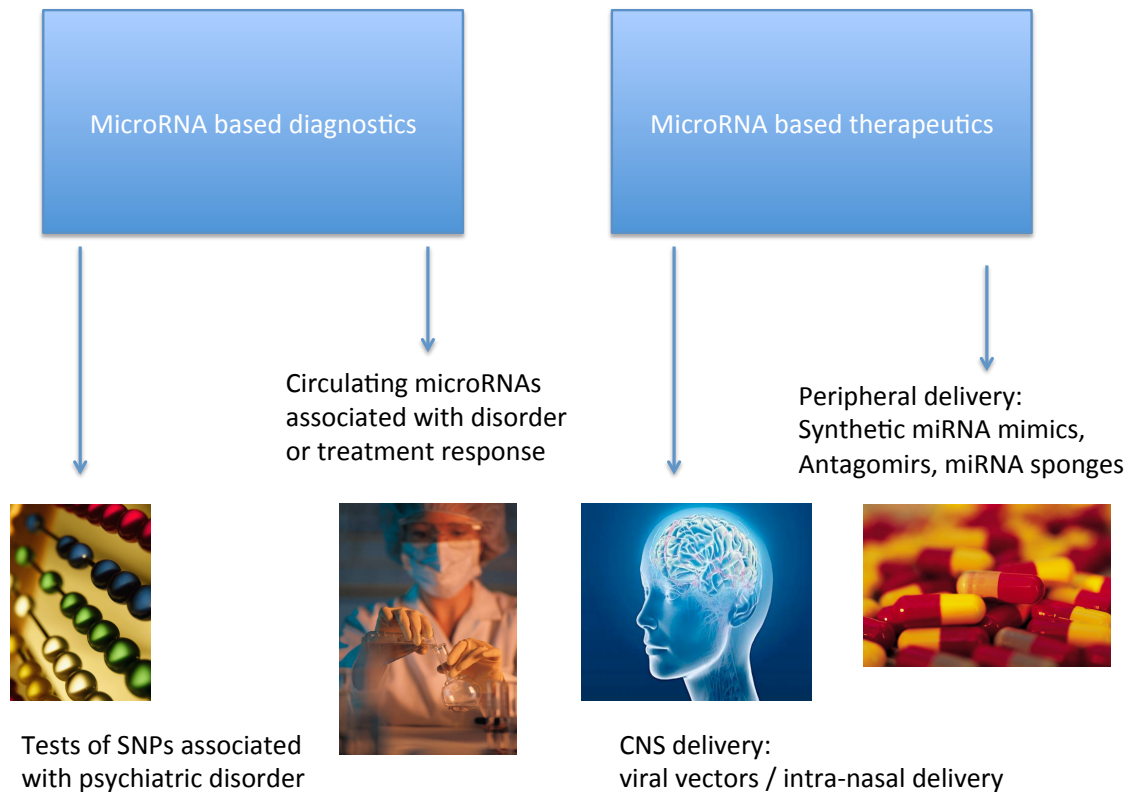 MicroRNA based diagnostics
MicroRNA based therapeutics
Circulating microRNAs
associated with disorder
or treatment response
Peripheral delivery:
Synthetic miRNA mimics,
Antagomirs, miRNA sponges
Tests of SNPs associated
with psychiatric disorder
CNS delivery:
viral vectors / intra-nasal delivery